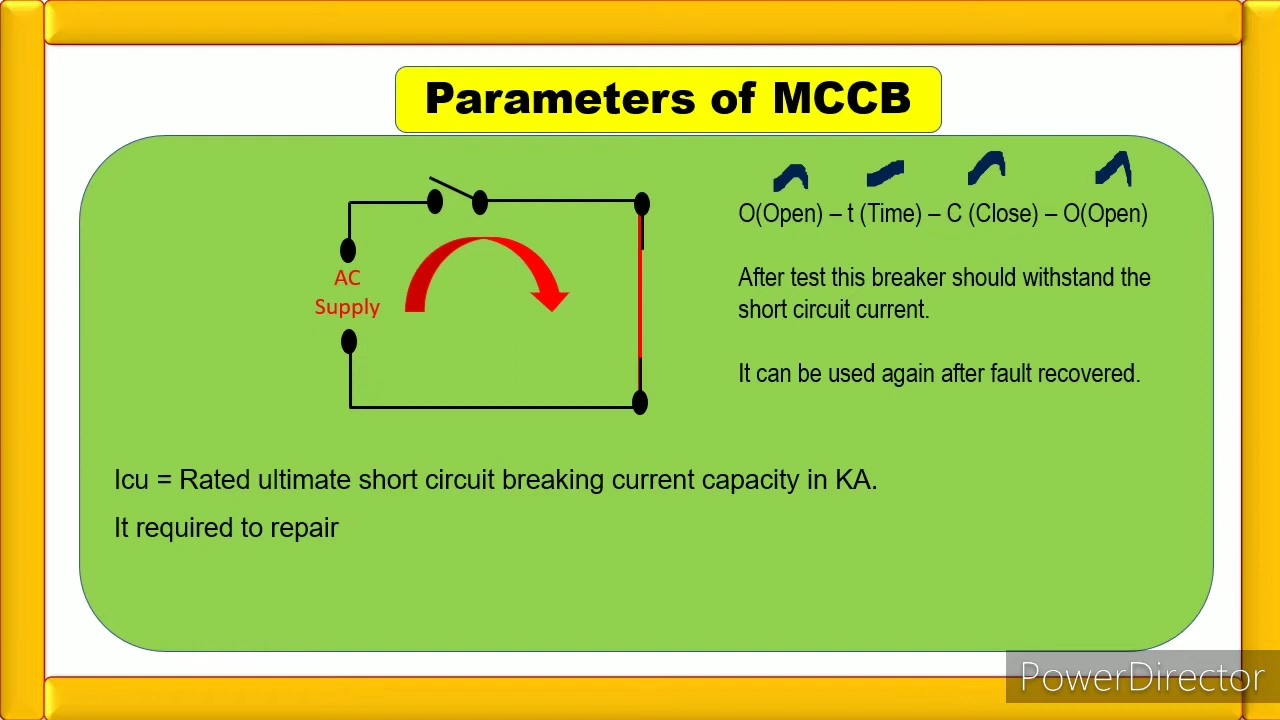 Parameters of MCCB
O(Open) – t (Time) – C (Close) – O(Open)
AC
Supply
After test this breaker should withstand the
short circuit current.
It can be used again after fault recovered.
Icu = Rated ultimate short circuit breaking current capacity in KA.
It required to repair
PowerDirector